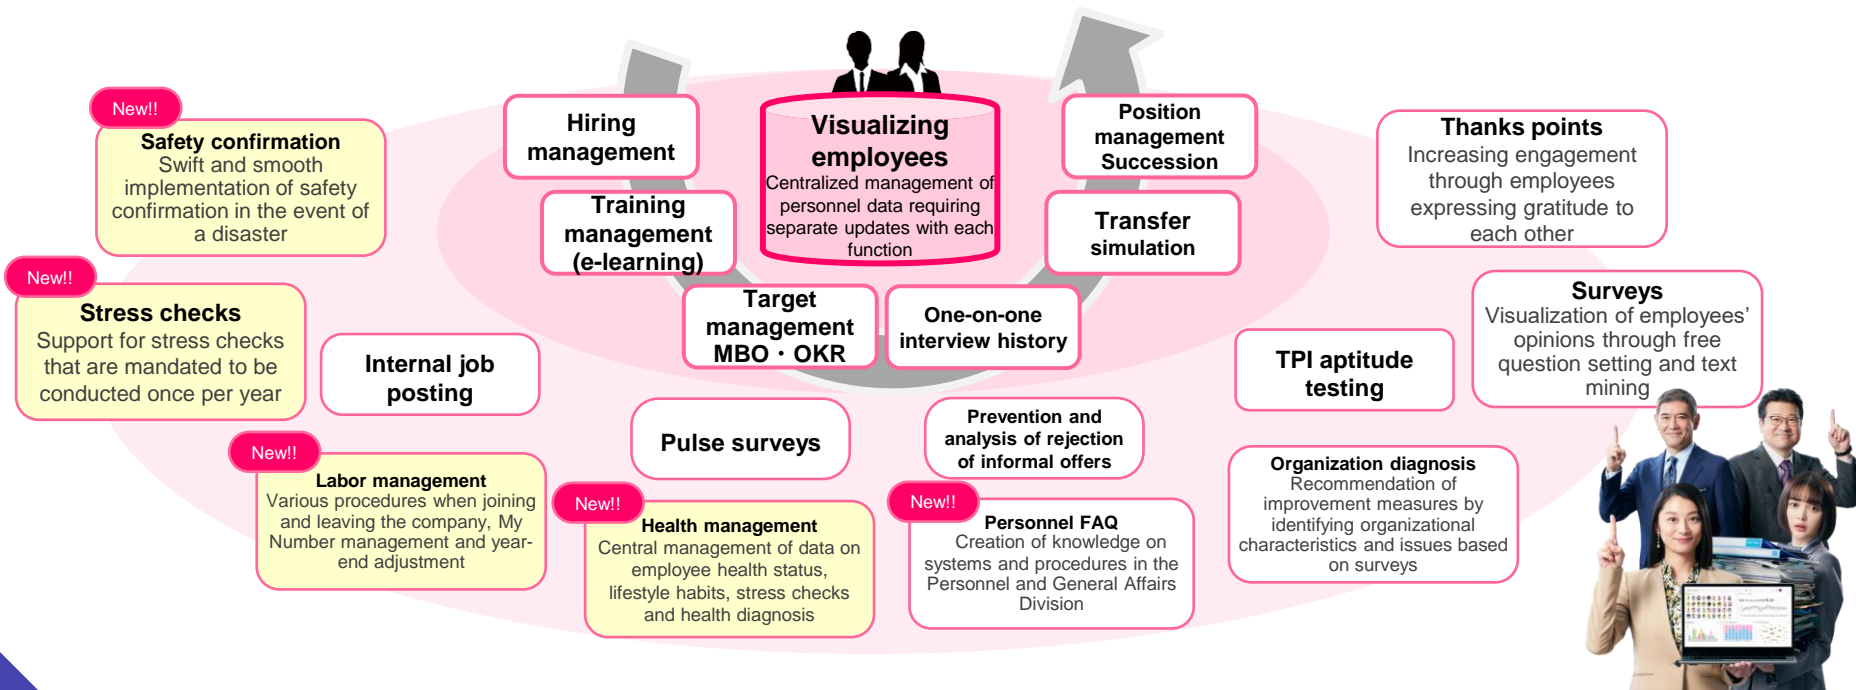 New!!
Safety confirmation
Swift and smooth
implementation of safety
confirmation in the event of
a disaster
New!!
Stress checks
Support for stress checks
that are mandated to be
conducted once per year
Hiring
management
Training
management
(e-learning)
Visualizing
employees
Centralized management of
personnel data requiring
separate updates with each
function
Position
management
Succession
Transfer
simulation
Target
management
MBO・OKR
One-on-one
interview history
Thanks points
Increasing engagement
through employees
expressing gratitude to
each other
Surveys
Visualization of employees’
opinions through free
question setting and text
mining
Internal job
posting
TPI aptitude
testing
Pulse surveys
Prevention and
analysis of rejection
of informal offers
New!!
Labor management
Various procedures when joining
and leaving the company, My
Number management and year-
end adjustment
New!!
Health management
Central management of data on
employee health status,
lifestyle habits, stress checks
and health diagnosis
New!!
Personnel FAQ
Creation of knowledge on
systems and procedures in the
Personnel and General Affairs
Division
Organization diagnosis
Recommendation of
improvement measures by
identifying organizational
characteristics and issues based
on surveys